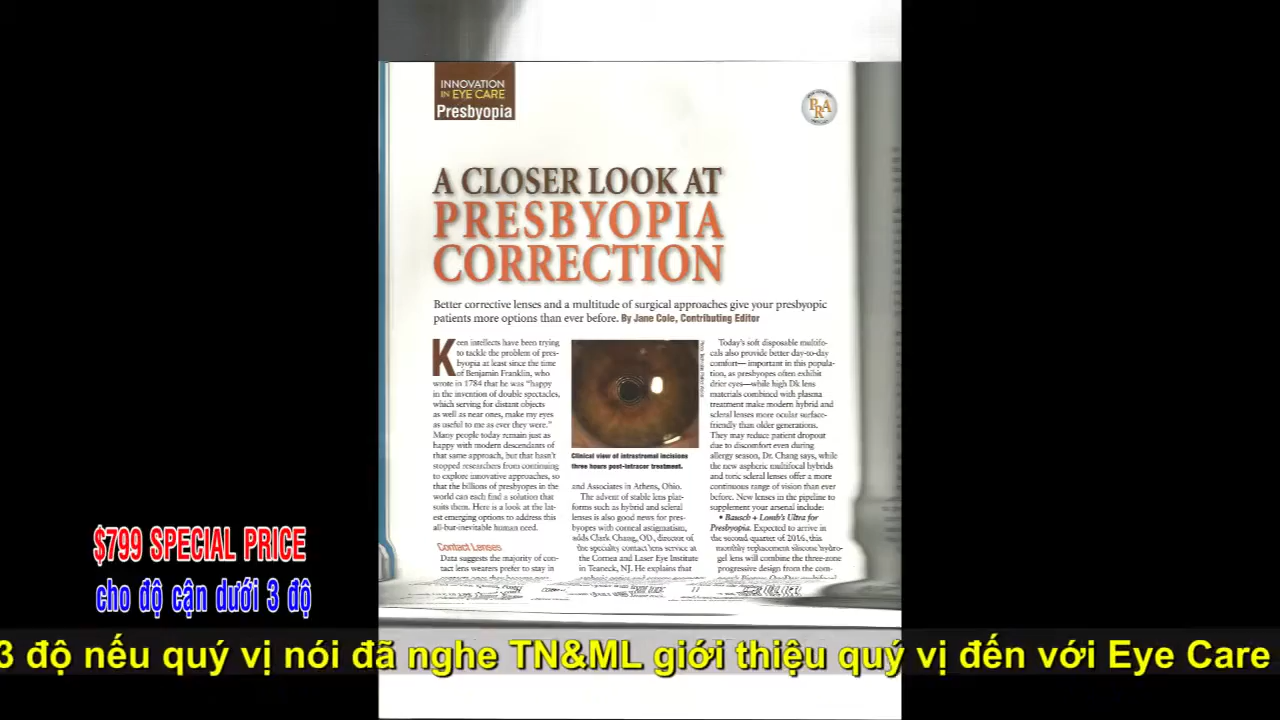 INNOVATION
IN EYE CARE
Presbyopia
PRA
A CLOSER LOOK AT
PRESBYOPIA
CORRECTION
Better corrective lenses and a multitude of surgical approaches give your presbyopic
patients more options than ever before. By Jane Cole, Contributing Editor
Keen intellects have been trying
to tackle the problem of pres-
byopia at least since the time
of Benjamin Franklin, who
wrote in 1784 that he was "happy
in the invention of double spectacles,
which serving for distant objects
as well as near ones, make my eyes
as useful to me as ever they were."
Many people today remain just as
happy with modern descendants of
that same approach, but that hasn't
stopped researchers from continuing
to explore innovative approaches, so
that the billions of presbyopes in the
world can each find a solution that
suits them. Here is a look at the lat-
est emerging options to address this
all-but-inevitable human need.
Contact Lenses
Data suggests the majority of con-
tact lens wearers prefer to stay in
Clinical view of intrastromal incisions
three hours post-Intracor treatment.
and Associates in Athens, Ohio.
The advent of stable lens plat-
forms such as hybrid and scleral
lenses is also good news for pres-
byopes with corneal astigmatism,
adds Clark Chang, OD, director of
the specialty contact lens service at
the Cornea and Laser Eye Institute
in Teaneck, NJ. He explains that
Today's soft disposable multifo-
cals also provide better day-to-day
comfort—important in this popula-
tion, as presbyopes often exhibit
drier eyes—while high Dk lens
materials combined with plasma
treatment make modern hybrid and
scleral lenses more ocular surface-
friendly than older generations.
They may reduce patient dropout
due to discomfort even during
allergy season, Dr. Chang says, while
the new aspheric multifocal hybrids
and toric scleral lenses offer a more
continuous range of vision than ever
before. New lenses in the pipeline to
supplement your arsenal include:
• Bausch + Lomb's Ultra for
Presbyopia. Expected to arrive in
the second quarter of 2016, this
monthly replacement silicone hydro-
gel lens will combine the three-zone
progressive design from the com-
$799 SPECIAL PRICE
cho độ cận dưới 3 độ
3 độ nếu quý vị nói đã nghe TN&ML giới thiệu quý vị đến với Eye Care